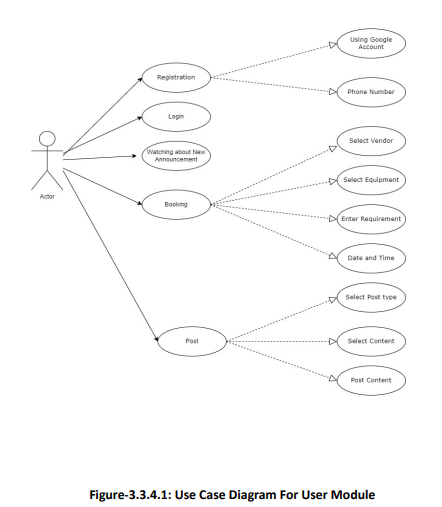 Using Google
Account
Registration
Phone Number
Login
Select Vendor
Watching about New
Announcement
Select Equipment
Actor
Booking
Enter Requirement
Date and Time
Select Post type
Post
Select Content
Post Content
Figure-3.3.4.1: Use Case Diagram For User Module